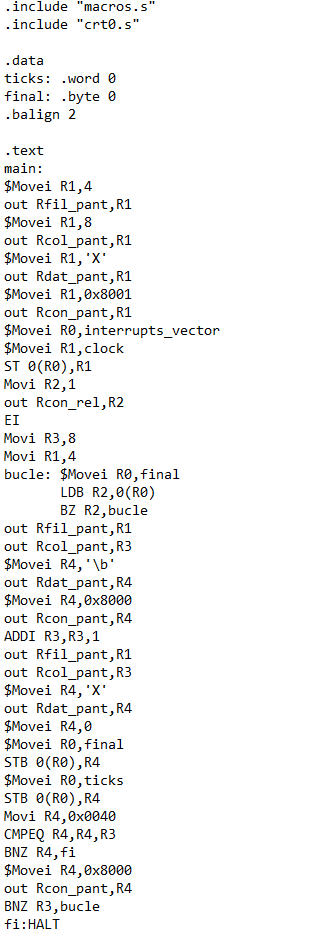 .include "macros.s"
.include "crt0.s"
.data
ticks: .word 0
final: .byte 0
.balign 2
.text
main:
$Movei R1,4
out Rfil_pant,R1
$Movei R1,8
out Rcol_pant,R1
$Movei R1,'X'
out Rdat_pant,R1
$Movei R1,0x8001
out Rcon_pant,R1
$Movei R0,interrupts_vector
$Movei R1,clock
ST 0(R0),R1
Movi R2,1
out Rcon_rel,R2
EI
Movi R3,8
Movi R1,4
bucle: $Movei R0,final
LDB R2,0(R0)
BZ R2,bucle
out Rfil_pant,R1
out Rcol_pant,R3
$Movei R4,'\b'
out Rdat_pant,R4
$Movei R4,0x8000
out Rcon_pant,R4
ADDI R3,R3,1
out Rfil_pant,R1
out Rcol_pant,R3
$Movei R4,'X'
out Rdat_pant,R4
$Movei R4,0
$Movei R0,final
STB 0(R0),R4
$Movei R0,ticks
STB 0(R0),R4
Movi R4,0x0040
CMPEQ R4,R4,R3
BNZ R4,fi
$Movei R4,0x8000
out Rcon_pant,R4
BNZ R3,bucle
fi:HALT